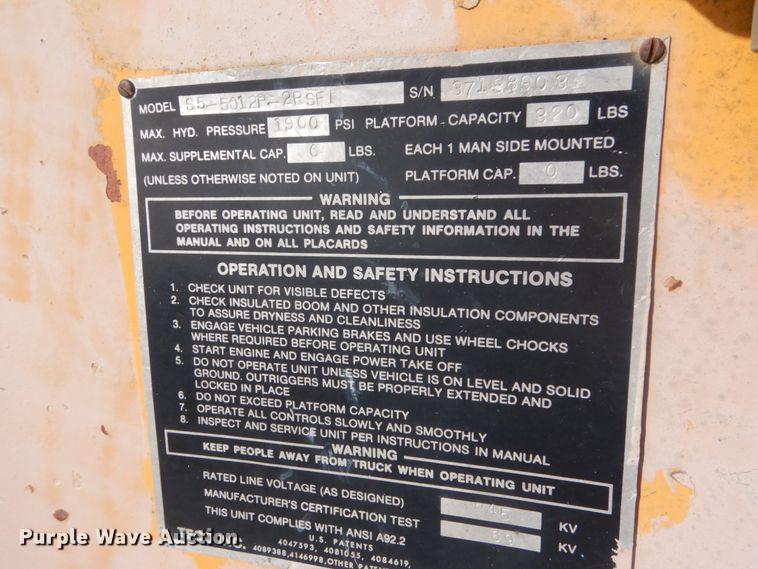 MODEL S5-5012P-2PSFI S/N
MAX. HYD. PRESSURE 1900 PSI PLATFORM CAPACITY 320 LBS
MAX. SUPPLEMENTAL CAP. 0 LBS. EACH 1 MAN SIDE MOUNTED
(UNLESS OTHERWISE NOTED ON UNIT) PLATFORM CAP. 0 LBS.
WARNING
BEFORE OPERATING UNIT, READ AND UNDERSTAND ALL
OPERATING INSTRUCTIONS AND SAFETY INFORMATION IN THE
MANUAL AND ON ALL PLACARDS
OPERATION AND SAFETY INSTRUCTIONS
1. CHECK UNIT FOR VISIBLE DEFECTS
2. CHECK INSULATED BOOM AND OTHER INSULATION COMPONENTS
TO ASSURE DRYNESS AND CLEANLINESS
3. ENGAGE VEHICLE PARKING BRAKES AND USE WHEEL CHOCKS
WHERE REQUIRED BEFORE OPERATING UNIT
4. START ENGINE AND ENGAGE POWER TAKE OFF
5. DO NOT OPERATE UNIT UNLESS VEHICLE IS ON LEVEL AND SOLID
GROUND. OUTRIGGERS MUST BE PROPERLY EXTENDED AND
LOCKED IN PLACE
6. DO NOT EXCEED PLATFORM CAPACITY
7. OPERATE ALL CONTROLS SLOWLY AND SMOOTHLY
8. INSPECT AND SERVICE UNIT PER INSTRUCTIONS IN MANUAL
WARNING
KEEP PEOPLE AWAY FROM TRUCK WHEN OPERATING UNIT
RATED LINE VOLTAGE (AS DESIGNED) KV
MANUFACTURER'S CERTIFICATION TEST KV
THIS UNIT COMPLIES WITH ANSI A92.2
U.S. PATENTS
4047593, 4081055, 4084619,
4089388, 4146998, OTHER
Purple Wave Auction